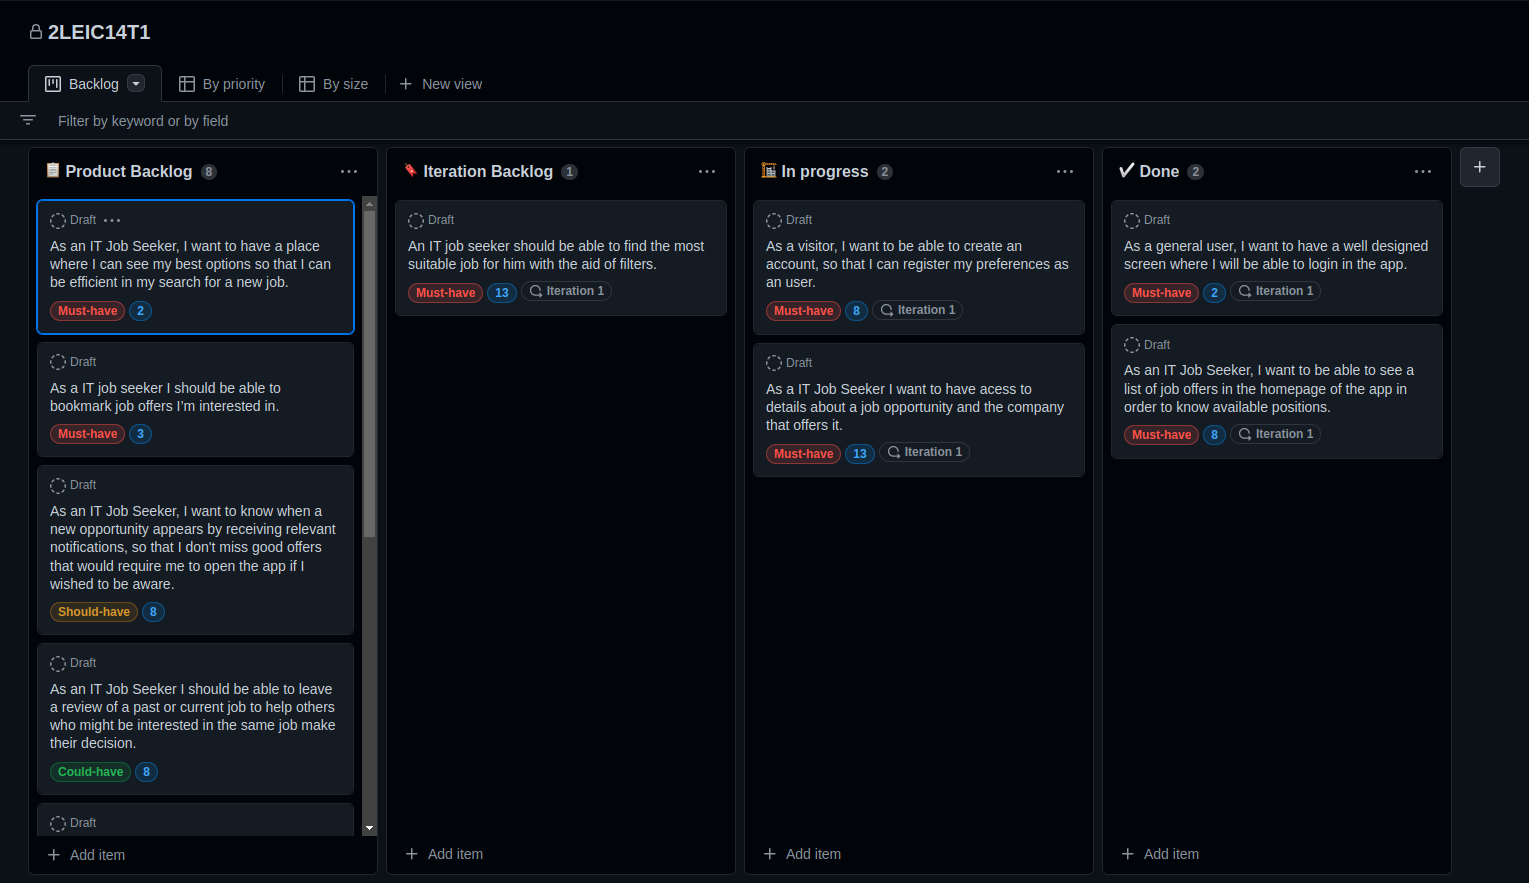 2LEIC14T1
Backlog
By priority
By size
New view
Filter by keyword or by field
Product Backlog 8
Draft
As an IT Job Seeker, I want to have a place
where I can see my best options so that I can
be efficient in my search for a new job.
Must-have 2
Draft
As a IT job seeker I should be able to
bookmark job offers I'm interested in.
Must-have 3
Draft
As an IT Job Seeker, I want to know when a
new opportunity appears by receiving relevant
notifications, so that I don't miss good offers
that would require me to open the app if I
wished to be aware.
Should-have 8
Draft
As an IT Job Seeker I should be able to leave
a review of a past or current job to help others
who might be interested in the same job make
their decision.
Could-have 8
Draft
Add item
Iteration Backlog 1
Draft
An IT job seeker should be able to find the most
suitable job for him with the aid of filters.
Must-have 13 Iteration 1
Add item
In progress 2
Draft
As a visitor, I want to be able to create an
account, so that I can register my preferences as
an user.
Must-have 8 Iteration 1
Draft
As a IT Job Seeker I want to have acess to
details about a job opportunity and the company
that offers it.
Must-have 13 Iteration 1
Add item
Done 2
Draft
As a general user, I want to have a well designed
screen where I will be able to login in the app.
Must-have 2 Iteration 1
Draft
As an IT Job Seeker, I want to be able to see a
list of job offers in the homepage of the app in
order to know available positions.
Must-have 8 Iteration 1
Add item